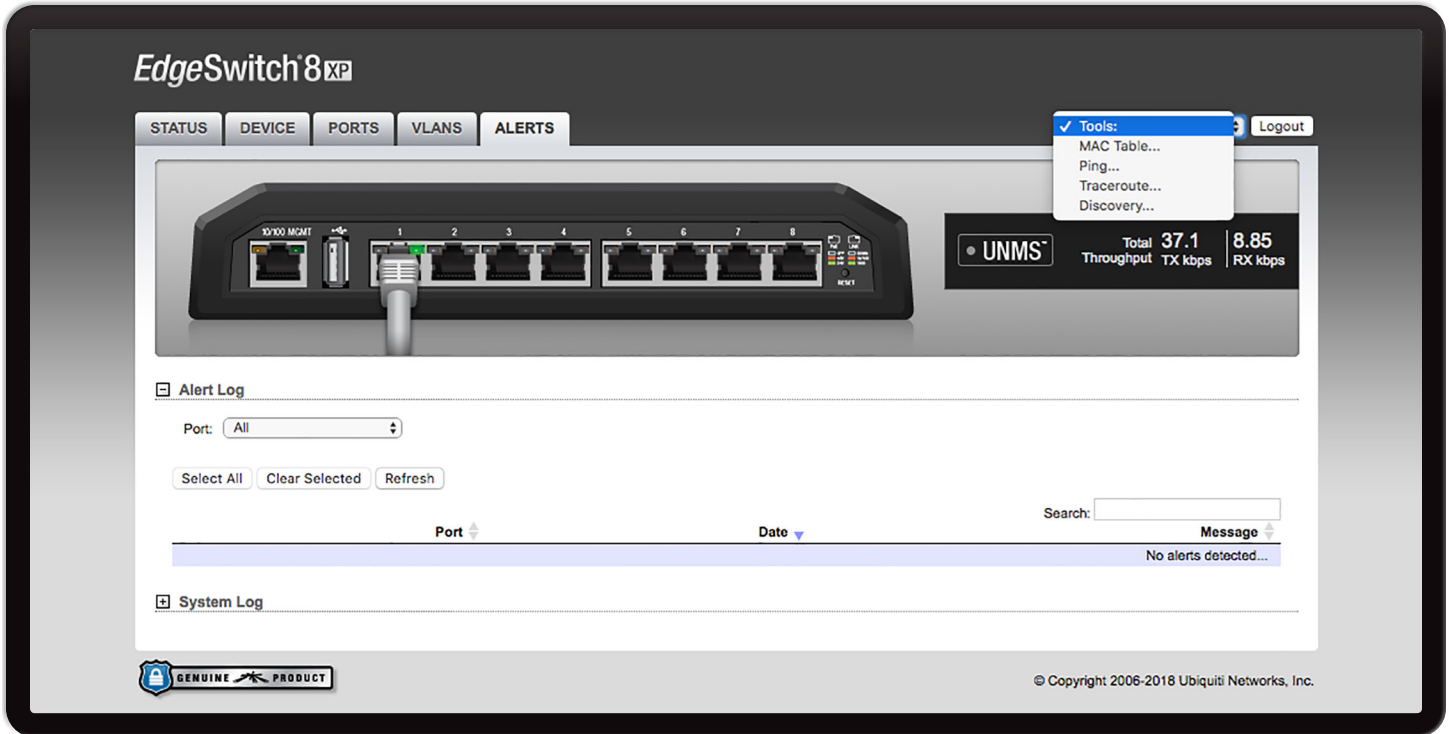 EdgeSwitch®8 XP
STATUS DEVICE PORTS VLANS ALERTS
✓ Tools:
MAC Table...
Ping...
Traceroute...
Discovery...
Logout
10/100 MGMT 1 2 3 4 5 6 7 8
RESET
UNMS™
Total Throughput
37.1 TX kbps
8.85 RX kbps
Alert Log
Port: All
Select All Clear Selected Refresh
Search:
Port Date Message
No alerts detected...
System Log
GENUINE PRODUCT
© Copyright 2006-2018 Ubiquiti Networks, Inc.